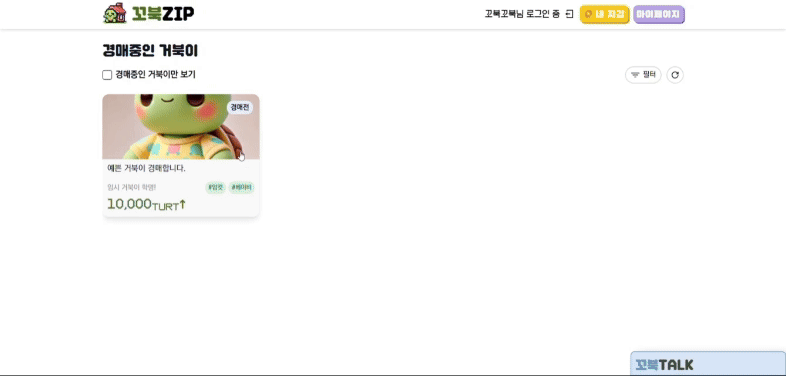 꼬북ZIP
꼬북꼬북님 로그인 중
내 지갑
마이페이지
경매중인 거북이
경매중인 거북이만 보기
필터
경매전
예쁜 거북이 경매합니다.
임시 거북이 학명!
#암컷 #베이비
10,000TURT↑
꼬북TALK